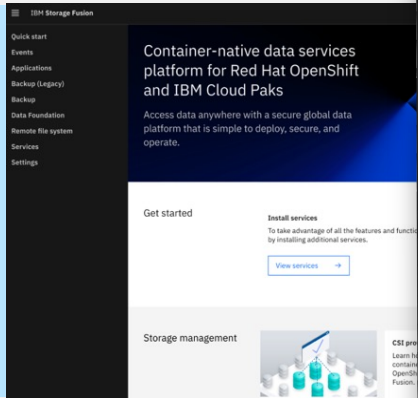 IBM Storage Fusion
Quick start
Events
Applications
Backup (Legacy)
Backup
Data Foundation
Remote file system
Services
Settings
Container-native data services
platform for Red Hat OpenShift
and IBM Cloud Paks
Access data anywhere with a secure global data
platform that is simple to deploy, secure, and
operate.
Get started
Install services
To take advantage of all the features and functio
by installing additional services.
View services →
Storage management
CSI pro
Learn ho
containe
OpenSh
Fusion.